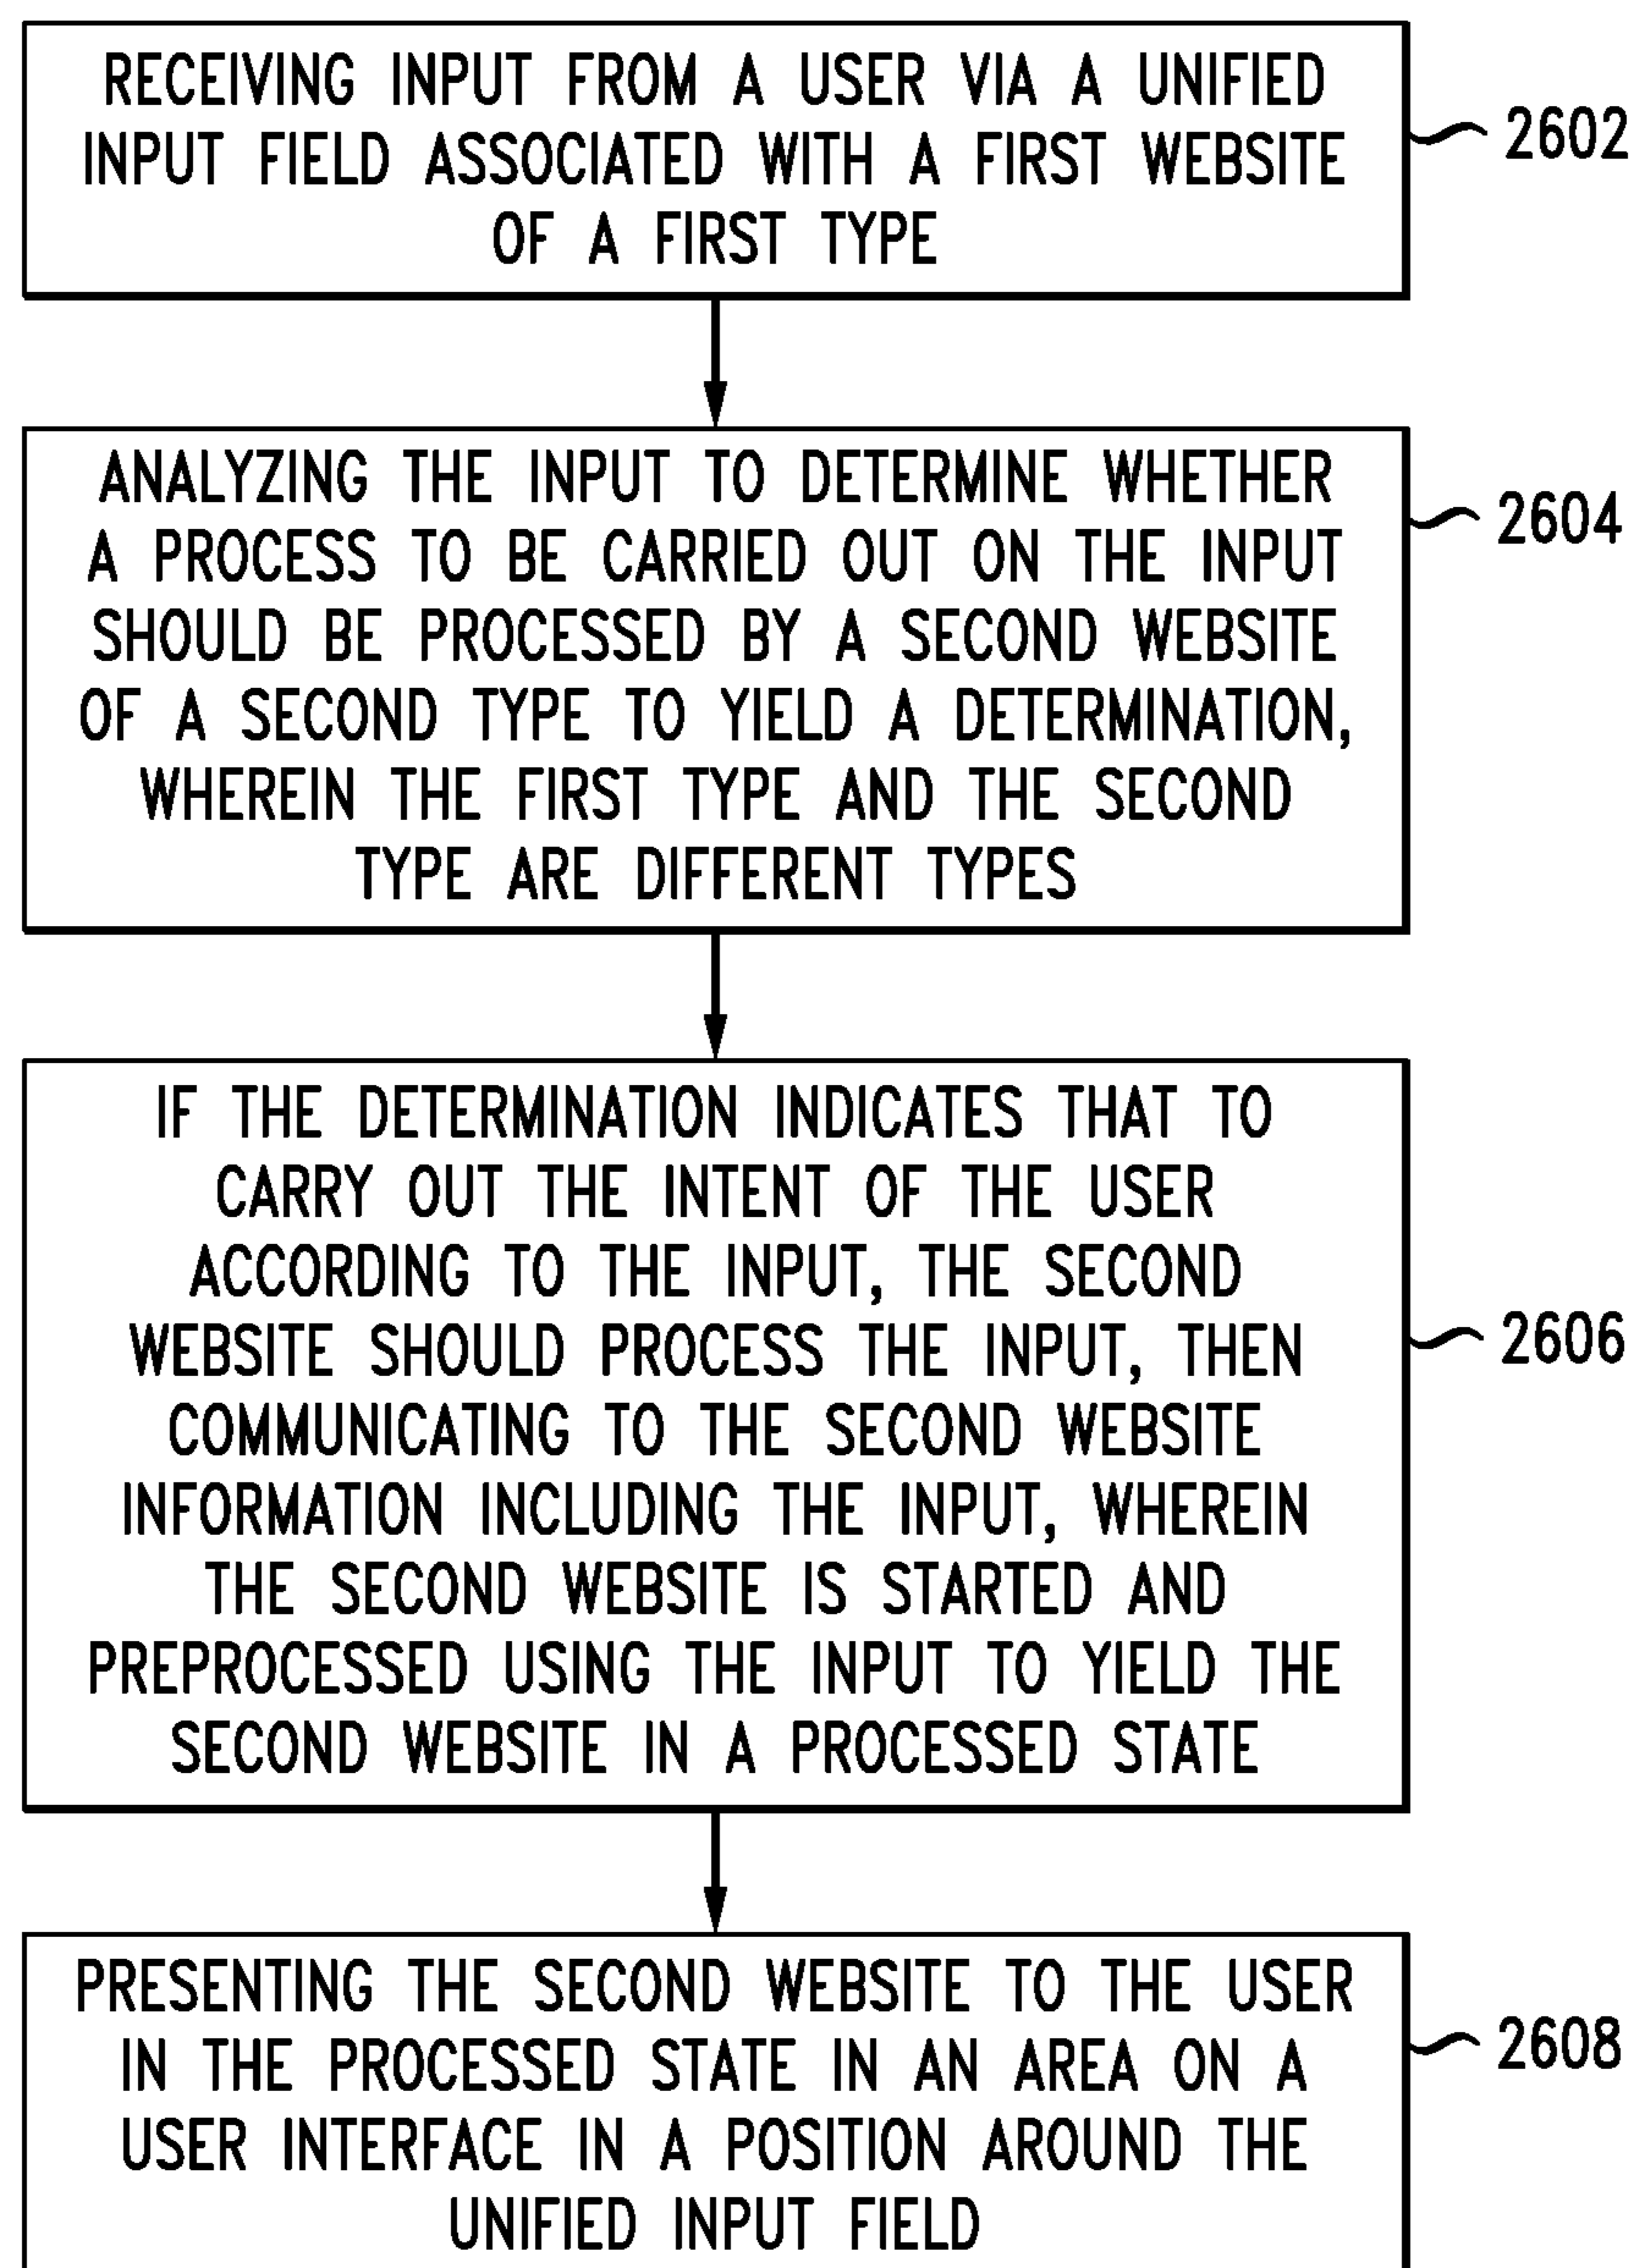 RECEIVING INPUT FROM A USER VIA A UNIFIED
INPUT FIELD ASSOCIATED WITH A FIRST WEBSITE
OF A FIRST TYPE
2602
ANALYZING THE INPUT TO DETERMINE WHETHER
A PROCESS TO BE CARRIED OUT ON THE INPUT
SHOULD BE PROCESSED BY A SECOND WEBSITE
OF A SECOND TYPE TO YIELD A DETERMINATION,
WHEREIN THE FIRST TYPE AND THE SECOND
TYPE ARE DIFFERENT TYPES
2604
IF THE DETERMINATION INDICATES THAT TO
CARRY OUT THE INTENT OF THE USER
ACCORDING TO THE INPUT, THE SECOND
WEBSITE SHOULD PROCESS THE INPUT, THEN
COMMUNICATING TO THE SECOND WEBSITE
INFORMATION INCLUDING THE INPUT, WHEREIN
THE SECOND WEBSITE IS STARTED AND
PREPROCESSED USING THE INPUT TO YIELD THE
SECOND WEBSITE IN A PROCESSED STATE
2606
PRESENTING THE SECOND WEBSITE TO THE USER
IN THE PROCESSED STATE IN AN AREA ON A
USER INTERFACE IN A POSITION AROUND THE
UNIFIED INPUT FIELD
2608